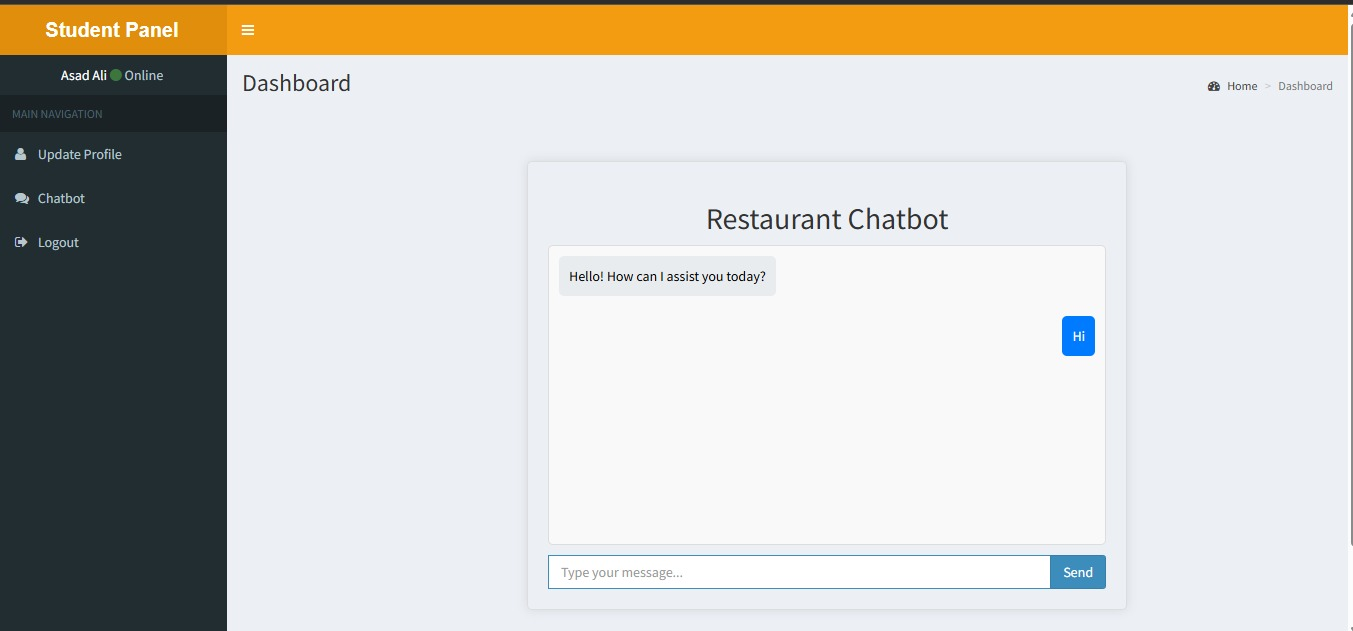 Student Panel
Asad Ali Online
MAIN NAVIGATION
Update Profile
Chatbot
Logout
Dashboard
Home > Dashboard
Restaurant Chatbot
Hello! How can I assist you today?
Hi
Type your message...
Send